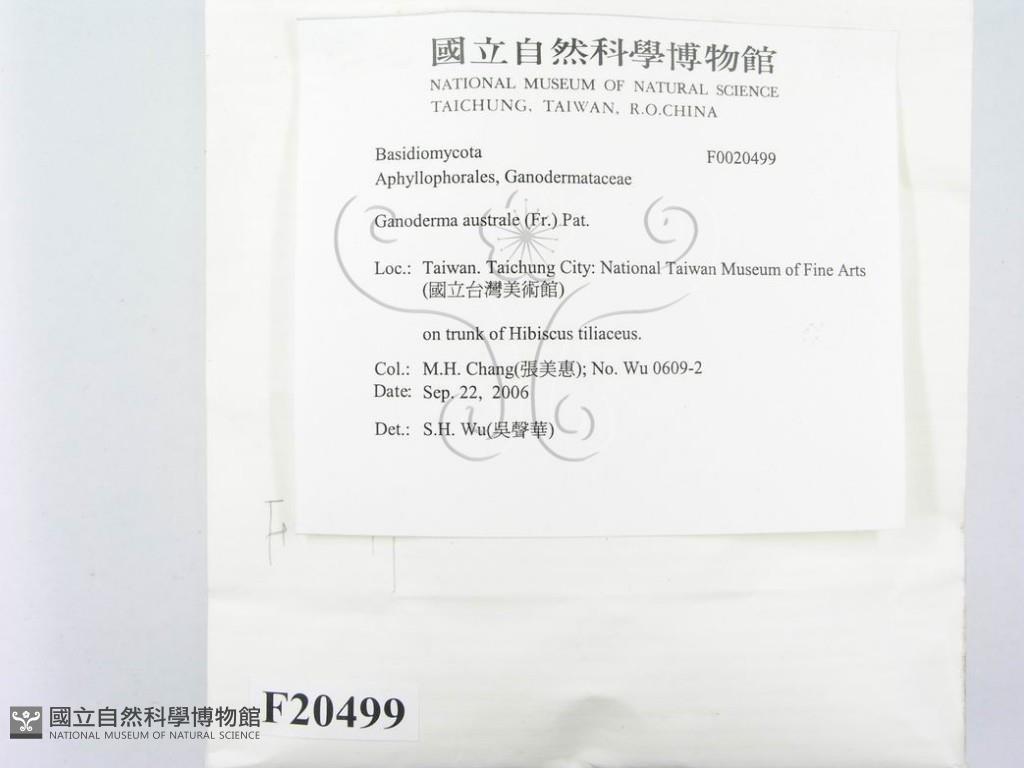 國立自然科學博物館
NATIONAL MUSEUM OF NATURAL SCIENCE
TAICHUNG, TAIWAN, R.O.CHINA
Basidiomycota F0020499
Aphyllophorales, Ganodermataceae
Ganoderma australe (Fr.) Pat.
Loc.: Taiwan. Taichung City: National Taiwan Museum of Fine Arts
(國立台灣美術館)
on trunk of Hibiscus tiliaceus.
Col.: M.H. Chang(張美惠); No. Wu 0609-2
Date: Sep. 22, 2006
Det.: S.H. Wu(吳聲華)
F20499
國立自然科學博物館
NATIONAL MUSEUM OF NATURAL SCIENCE